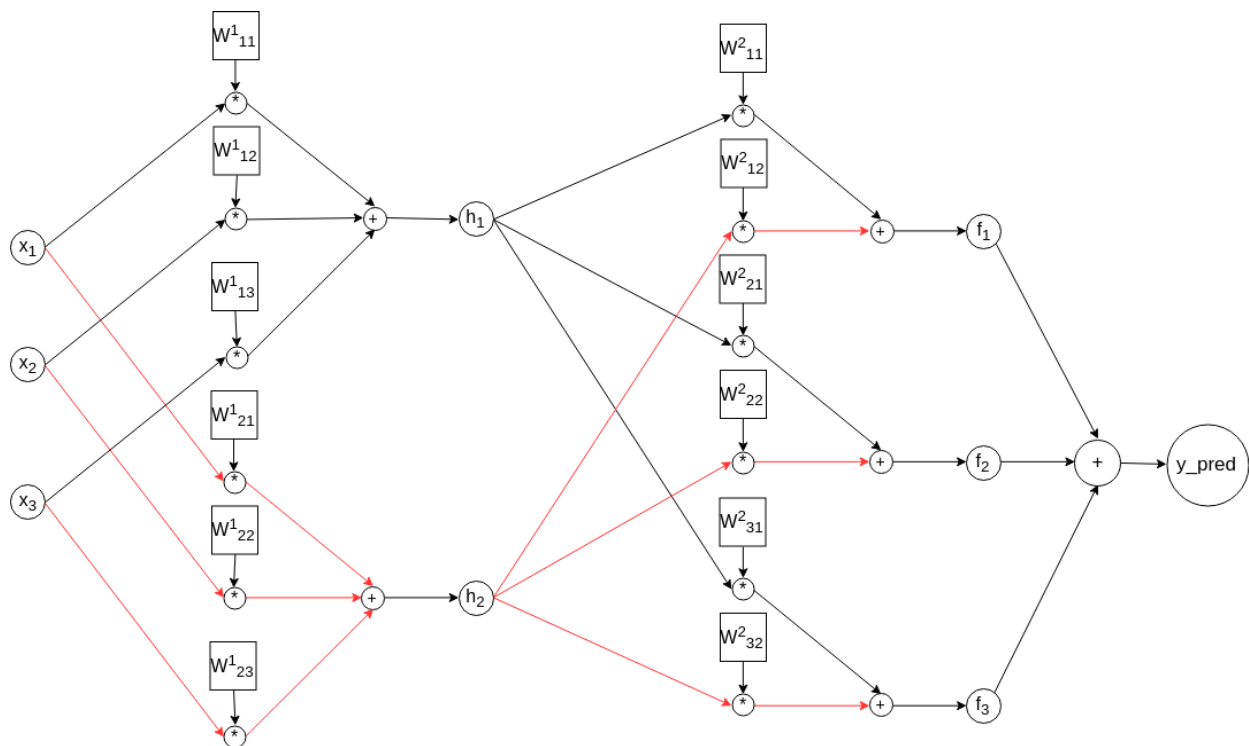 W¹₁₁
*
W¹₁₂
*
x₁
W¹₁₃
*
x₂
W¹₂₁
*
x₃
W¹₂₂
*
W¹₂₃
*
+
h₁
+
h₂
W²₁₁
*
W²₁₂
*
+
f₁
W²₂₁
*
W²₂₂
*
+
f₂
W²₃₁
*
W²₃₂
*
+
f₃
+
y_pred